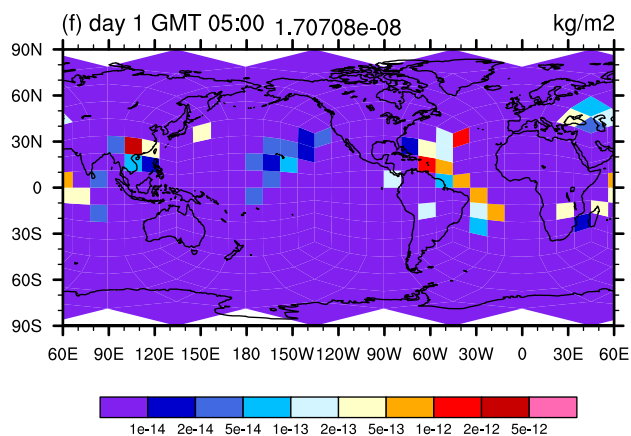 (f) day 1 GMT 05:00 1.70708e-08 kg/m2
90N
60N
30N
0
30S
60S
90S
60E 90E 120E 150E 180 150W 120W 90W 60W 30W 0 30E 60E
1e-14 2e-14 5e-14 1e-13 2e-13 5e-13 1e-12 2e-12 5e-12